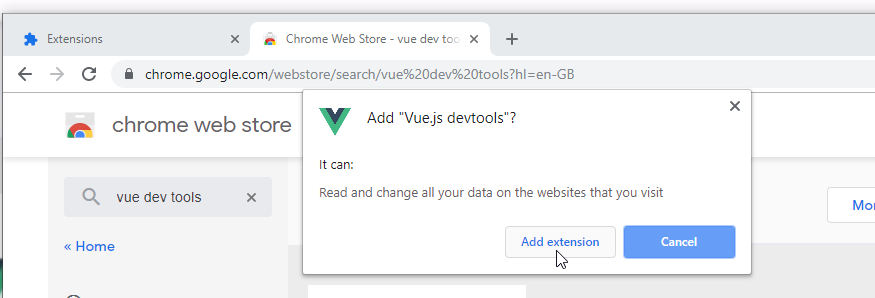 Extensions
Chrome Web Store - vue dev too
chrome.google.com/webstore/search/vue%20dev%20tools?hl=en-GB
chrome web store
Add "Vue.js devtools"?
It can:
Read and change all your data on the websites that you visit
vue dev tools
Mor
Add extension
Cancel
« Home